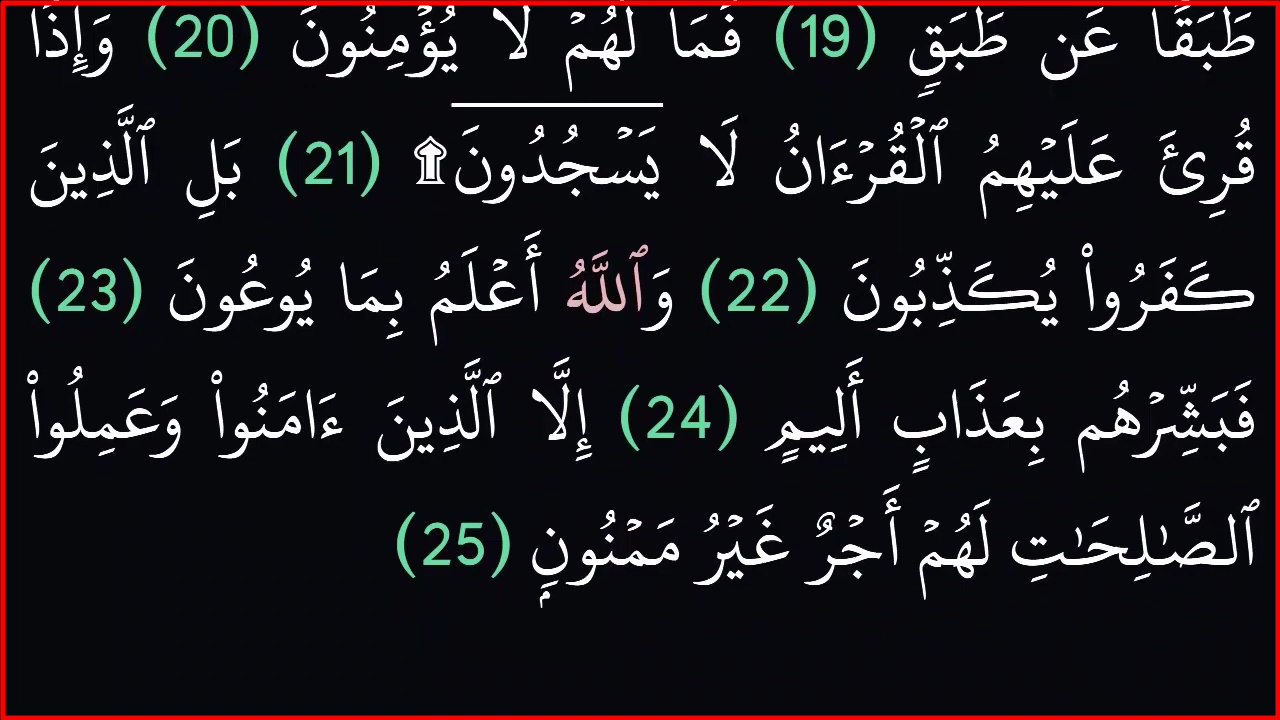 طَبَقًا عَن طَبَقٍ (19) فَمَا لَهُمْ لَا يُؤْمِنُونَ (20) وَإِذَا
قُرِئَ عَلَيْهِمُ ٱلْقُرْءَانُ لَا يَسْجُدُونَ۩ (21) بَلِ ٱلَّذِينَ
كَفَرُوا۟ يُكَذِّبُونَ (22) وَٱللَّهُ أَعْلَمُ بِمَا يُوعُونَ (23)
فَبَشِّرْهُم بِعَذَابٍ أَلِيمٍ (24) إِلَّا ٱلَّذِينَ ءَامَنُوا۟ وَعَمِلُوا۟
ٱلصَّـٰلِحَـٰتِ لَهُمْ أَجْرٌ غَيْرُ مَمْنُونٍۭ (25)